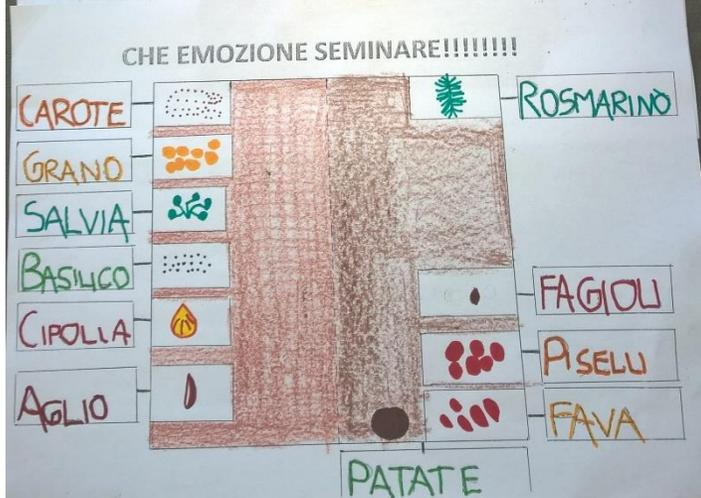 CHE EMOZIONE SEMINARE!!!!!!!!
CAROTE
GRANO
SALVIA
BASILICO
CIPOLLA
AGLIO
ROSMARINO
FAGIOLI
PISELLI
FAVA
PATATE